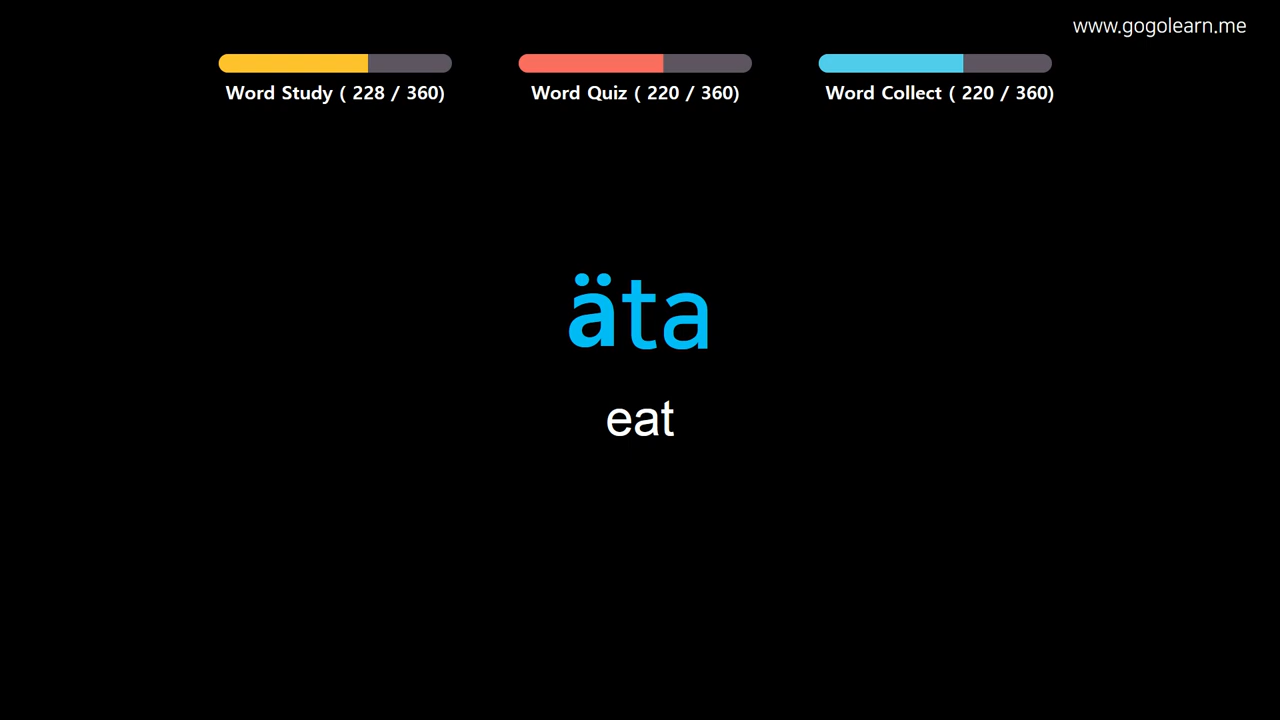 www.gogolearn.me
Word Study ( 228 / 360)
Word Quiz ( 220 / 360)
Word Collect ( 220 / 360)
äta
eat